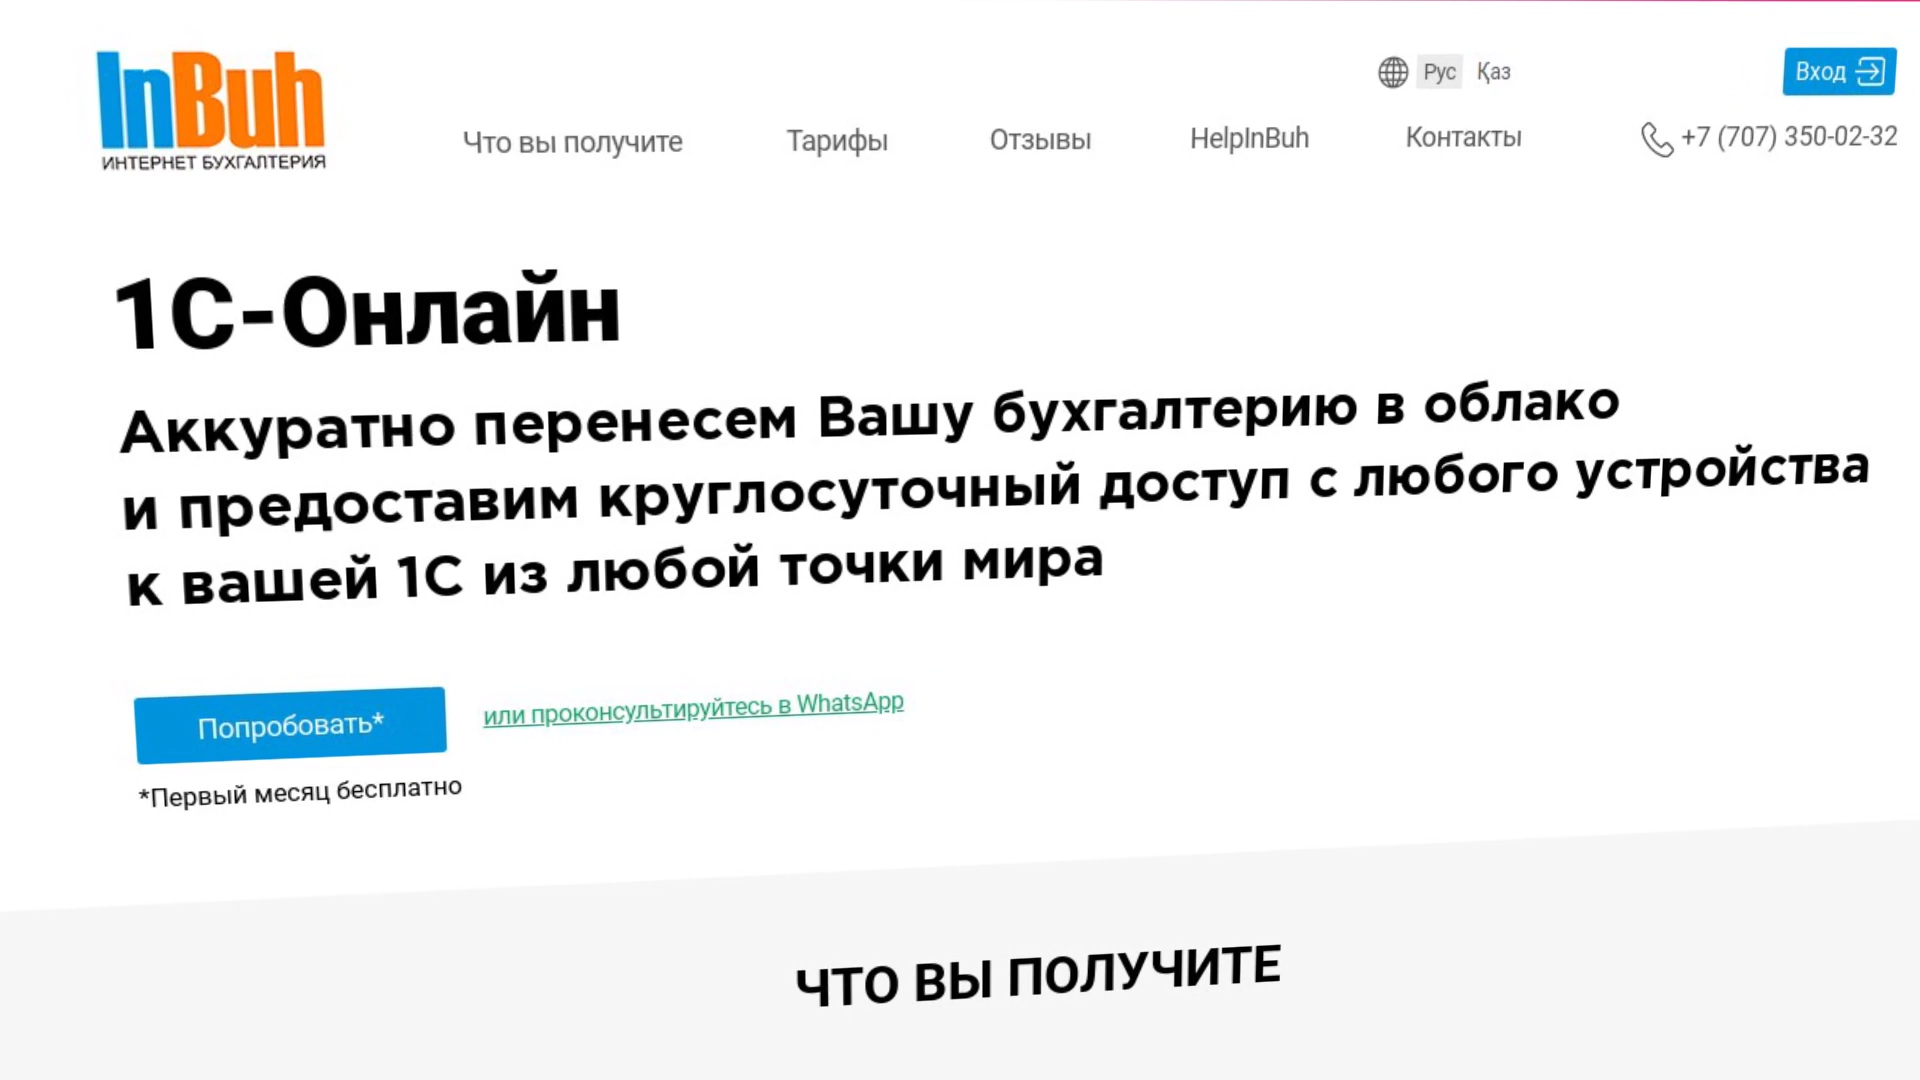 InBuh
ИНТЕРНЕТ БУХГАЛТЕРИЯ
Рус Қаз
Вход
Что вы получите Тарифы Отзывы HelpInBuh Контакты +7 (707) 350-02-32
1С-Онлайн
Аккуратно перенесем Вашу бухгалтерию в облако
и предоставим круглосуточный доступ с любого устройства
к вашей 1С из любой точки мира
Попробовать*
или проконсультируйтесь в WhatsApp
*Первый месяц бесплатно
ЧТО ВЫ ПОЛУЧИТЕ